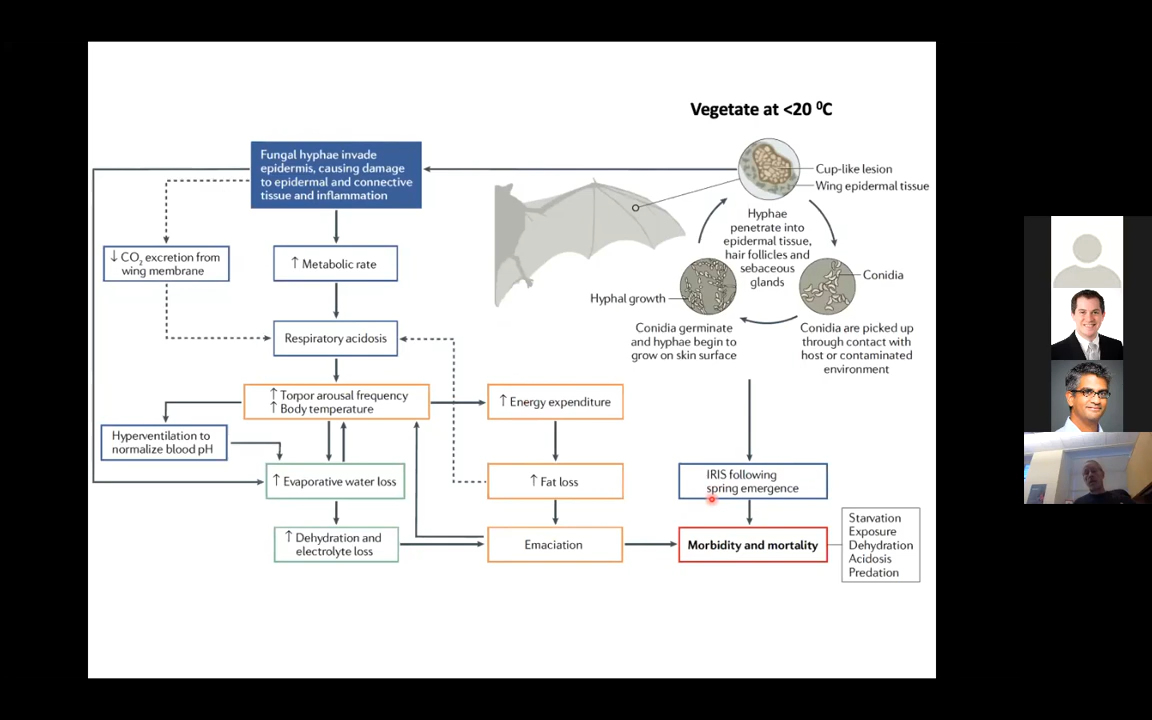 Vegetate at <20 ⁰C
Fungal hyphae invade
epidermis, causing damage
to epidermal and connective
tissue and inflammation
Cup-like lesion
Wing epidermal tissue
Hyphae
penetrate into
epidermal tissue,
hair follicles and
sebaceous
glands
↓ CO₂ excretion from
wing membrane
↑ Metabolic rate
Conidia
Hyphal growth
Conidia germinate
and hyphae begin to
grow on skin surface
Conidia are picked up
through contact with
host or contaminated
environment
Respiratory acidosis
↑ Torpor arousal frequency
↑ Body temperature
↑ Energy expenditure
Hyperventilation to
normalize blood pH
↑ Evaporative water loss
↑ Fat loss
IRIS following
spring emergence
↑ Dehydration and
electrolyte loss
Emaciation
Morbidity and mortality
Starvation
Exposure
Dehydration
Acidosis
Predation